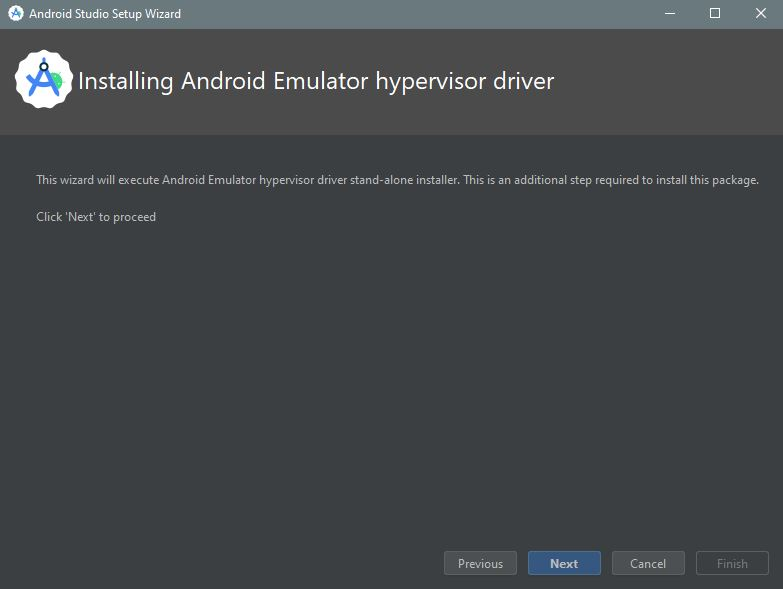 Android Studio Setup Wizard
Installing Android Emulator hypervisor driver
This wizard will execute Android Emulator hypervisor driver stand-alone installer. This is an additional step required to install this package.
Click 'Next' to proceed
Previous Next Cancel Finish